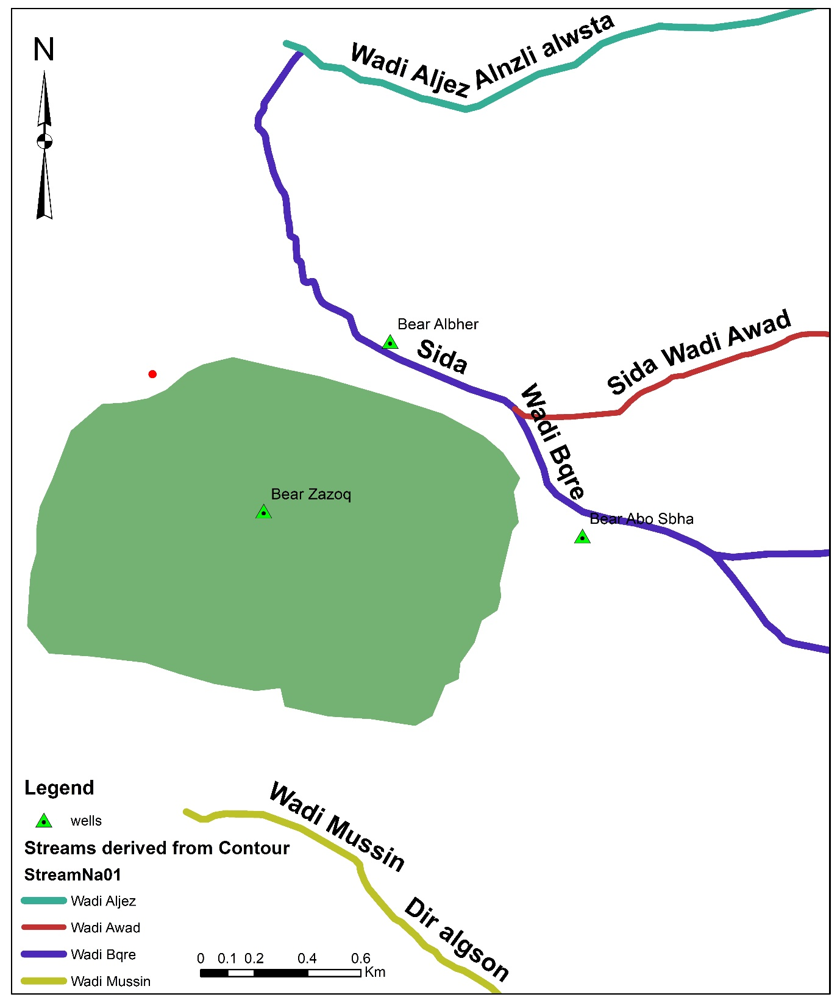 N
Wadi Aljez
Alnzli alwsta
Bear Albher
Sida
Sida Wadi Awad
Wadi Bqre
Bear Zazoq
Bear Abo Sbha
Wadi Mussin
Dir algson
Legend
wells
Streams derived from Contour
StreamNa01
Wadi Aljez
Wadi Awad
Wadi Bqre
Wadi Mussin
0 0.1 0.2 0.4 0.6
Km